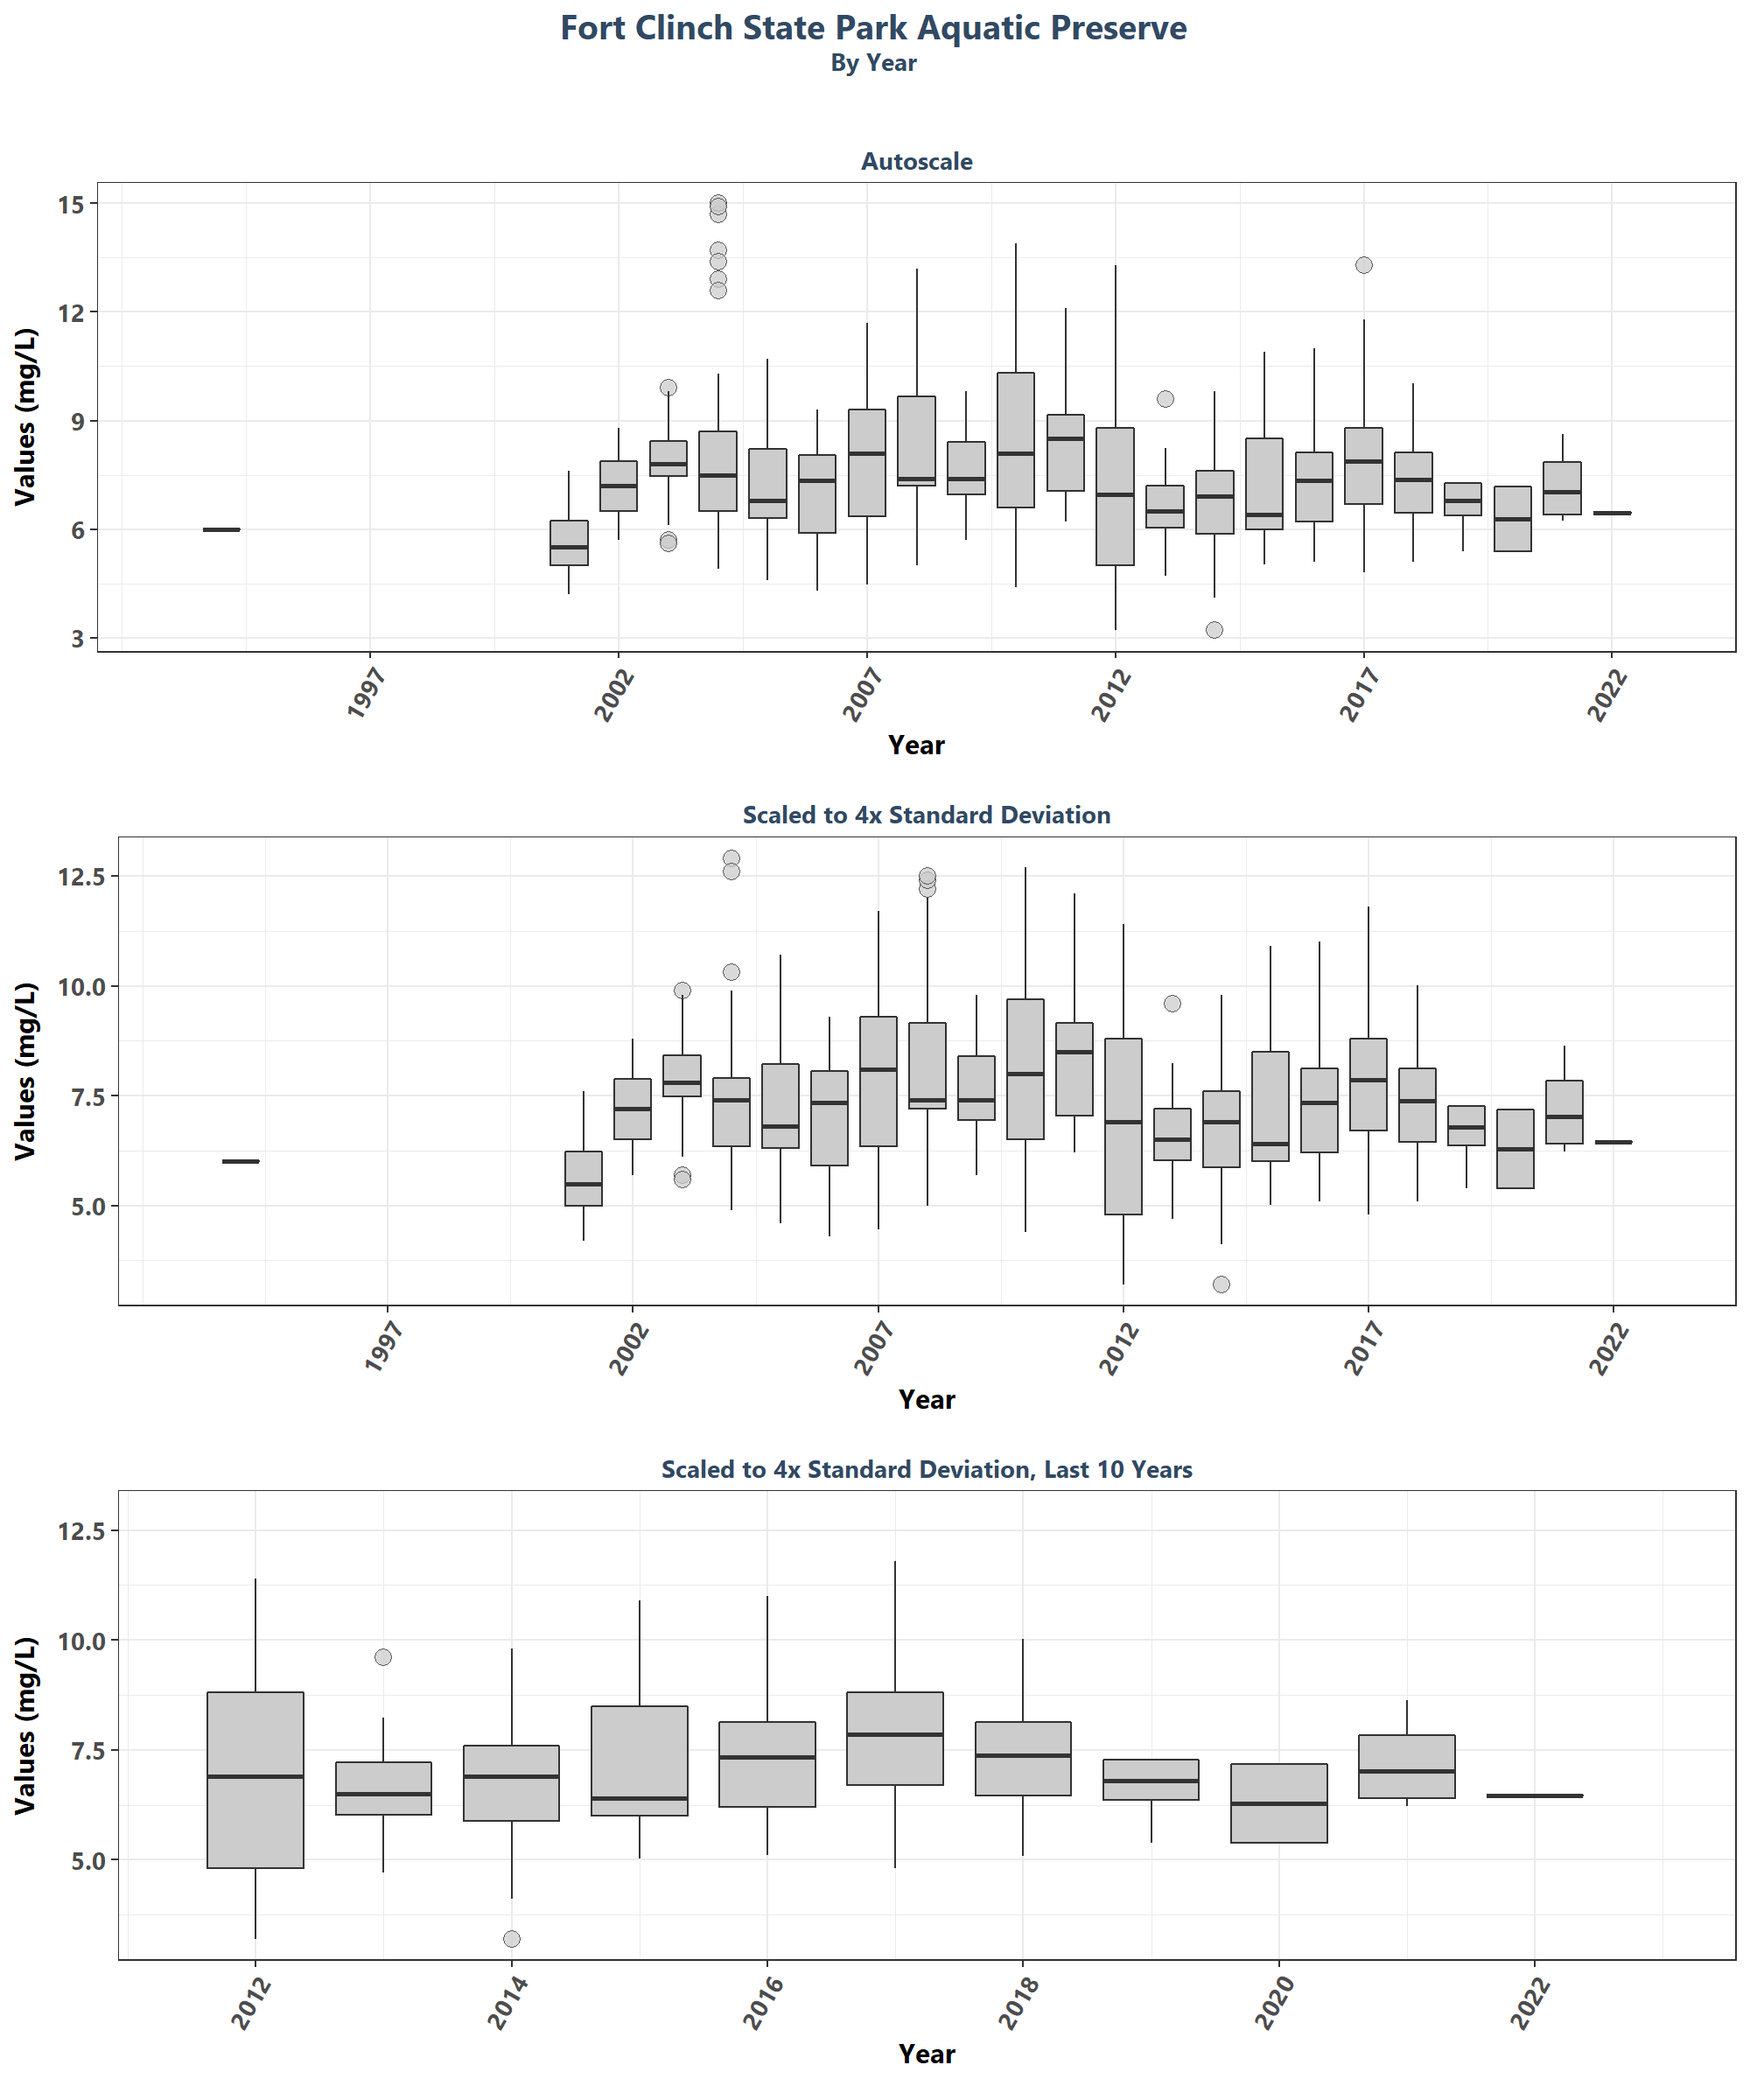 Fort Clinch State Park Aquatic Preserve
By Year
Autoscale
Values (mg/L)
15
12
9
6
3
1997
2002
2007
2012
2017
2022
Year
Scaled to 4x Standard Deviation
Values (mg/L)
12.5
10.0
7.5
5.0
1997
2002
2007
2012
2017
2022
Year
Scaled to 4x Standard Deviation, Last 10 Years
Values (mg/L)
12.5
10.0
7.5
5.0
2012
2014
2016
2018
2020
2022
Year